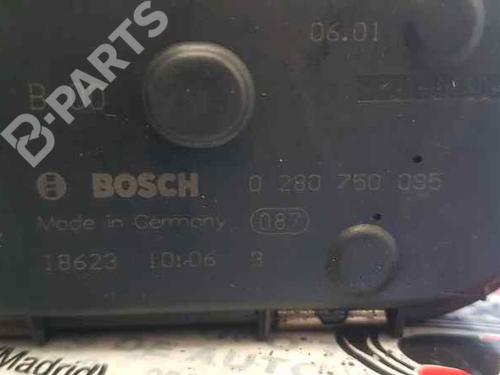 06.01
B-PARTS
BOSCH 0 280 750 095
Made in Germany 087
18623 10:06 3
Madrid